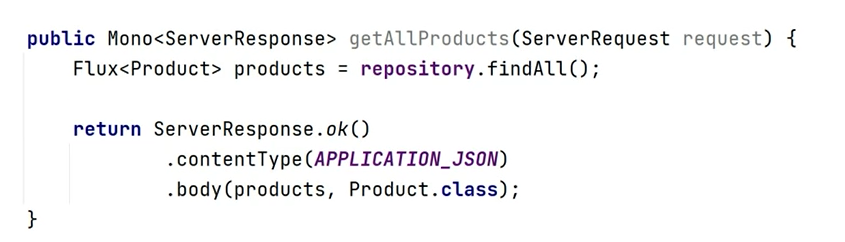 public Mono<ServerResponse> getAllProducts(ServerRequest request) {
    Flux<Product> products = repository.findAll();
    return ServerResponse.ok()
            .contentType(APPLICATION_JSON)
            .body(products, Product.class);
}